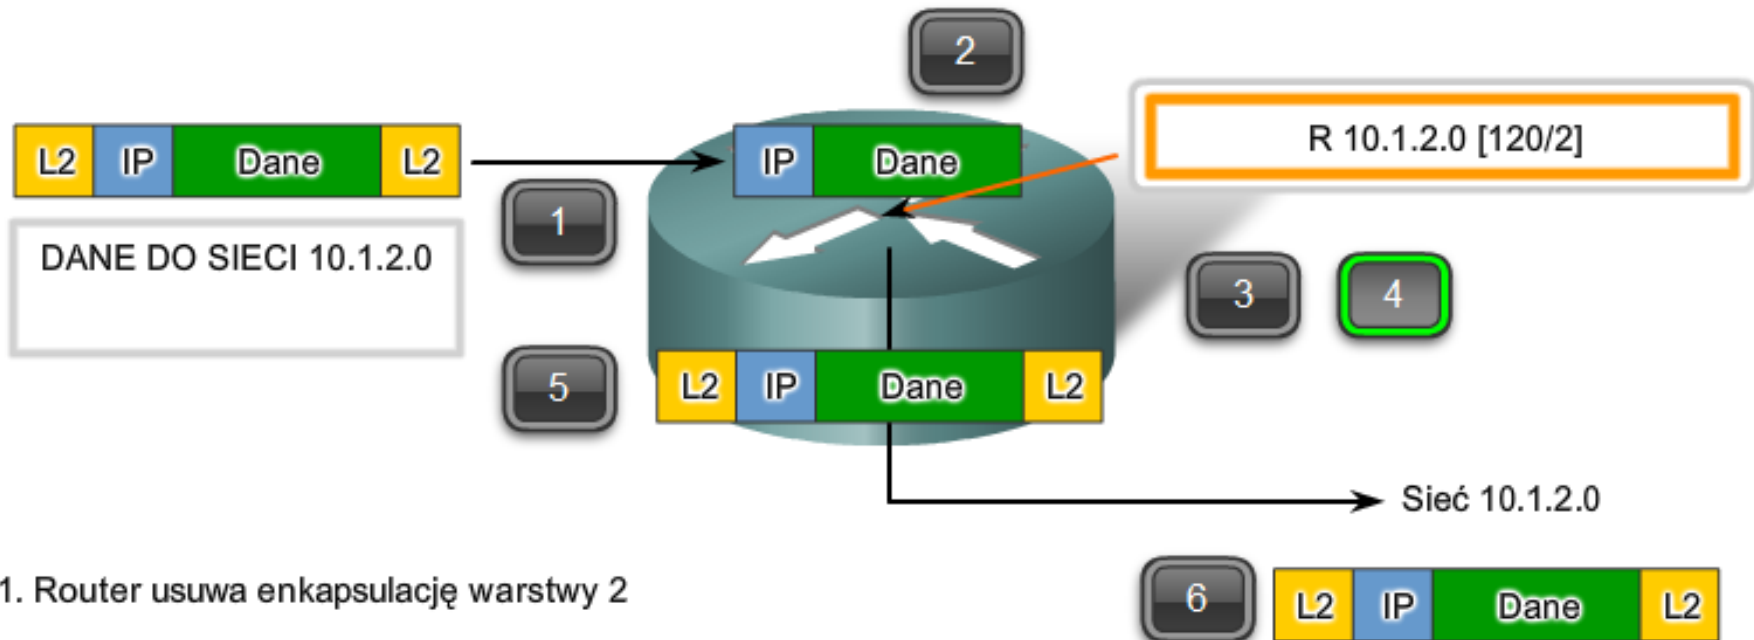 2
L2 IP Dane L2
IP Dane
R 10.1.2.0 [120/2]
1
DANE DO SIECI 10.1.2.0
3
4
5
L2 IP Dane L2
Sieć 10.1.2.0
1. Router usuwa enkapsulację warstwy 2
6
L2 IP Dane L2